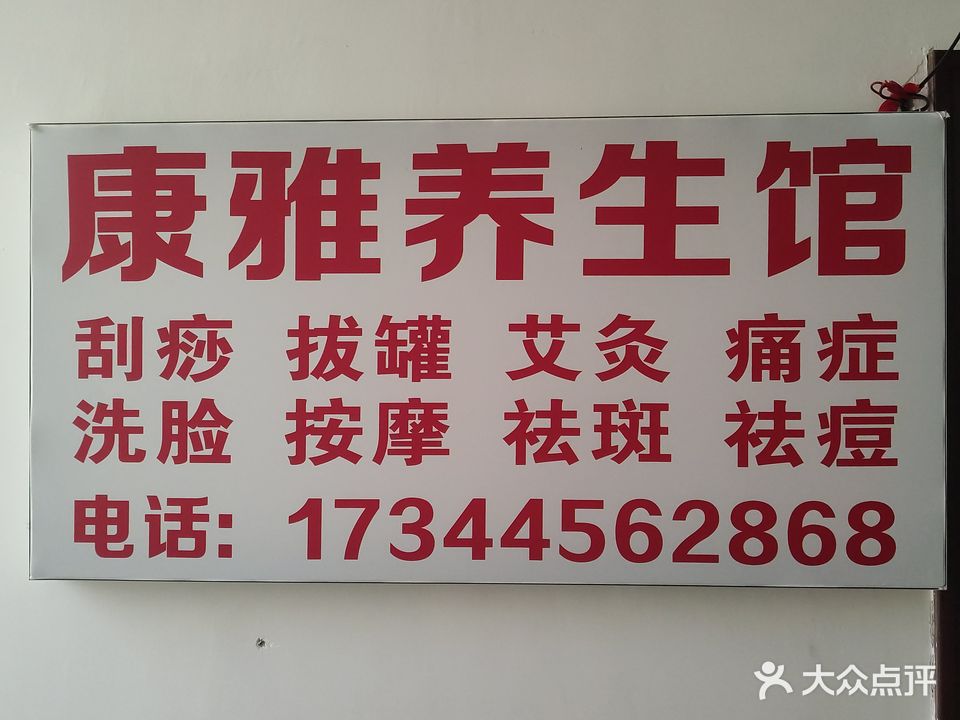 康雅养生馆
刮痧 拔罐 艾灸 痛症
洗脸 按摩 祛斑 祛痘
电话: 17344562868
大众点评